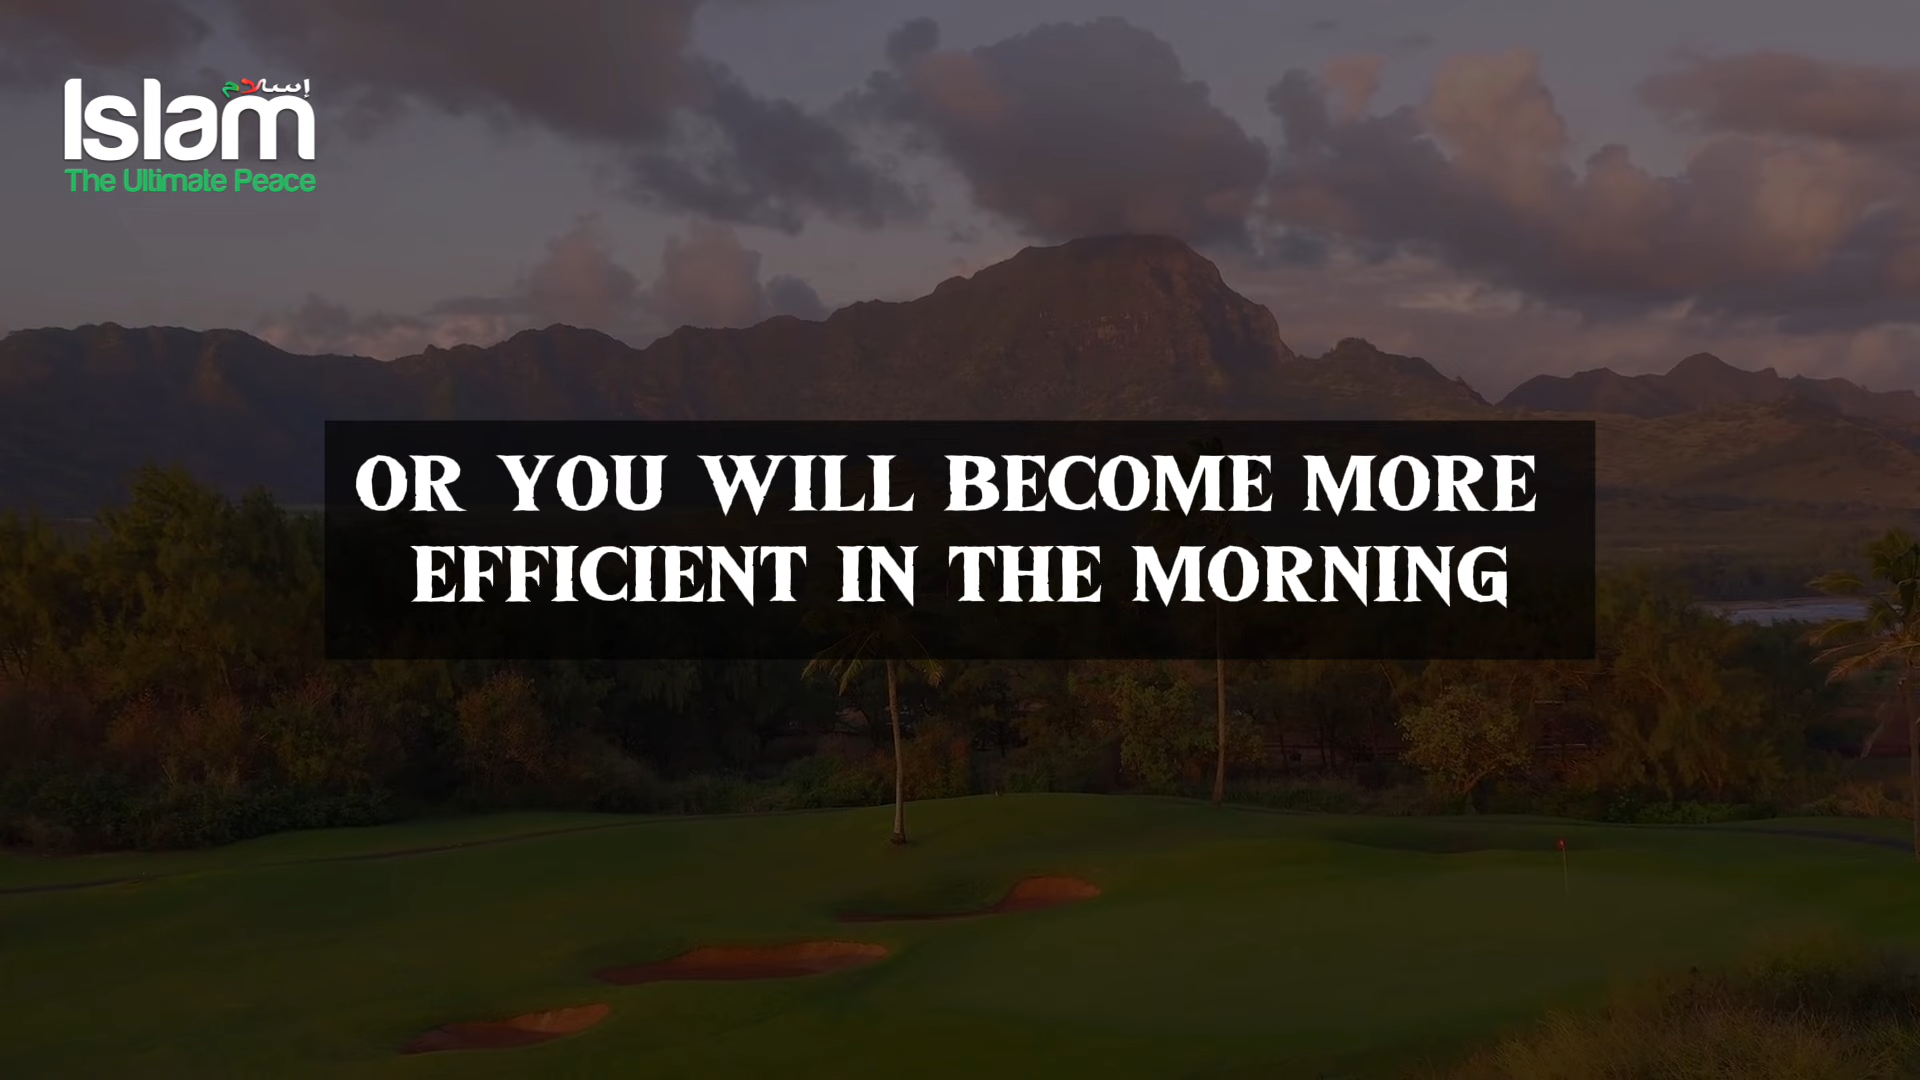 إسلام
Islam
The Ultimate Peace
OR YOU WILL BECOME MORE
EFFICIENT IN THE MORNING